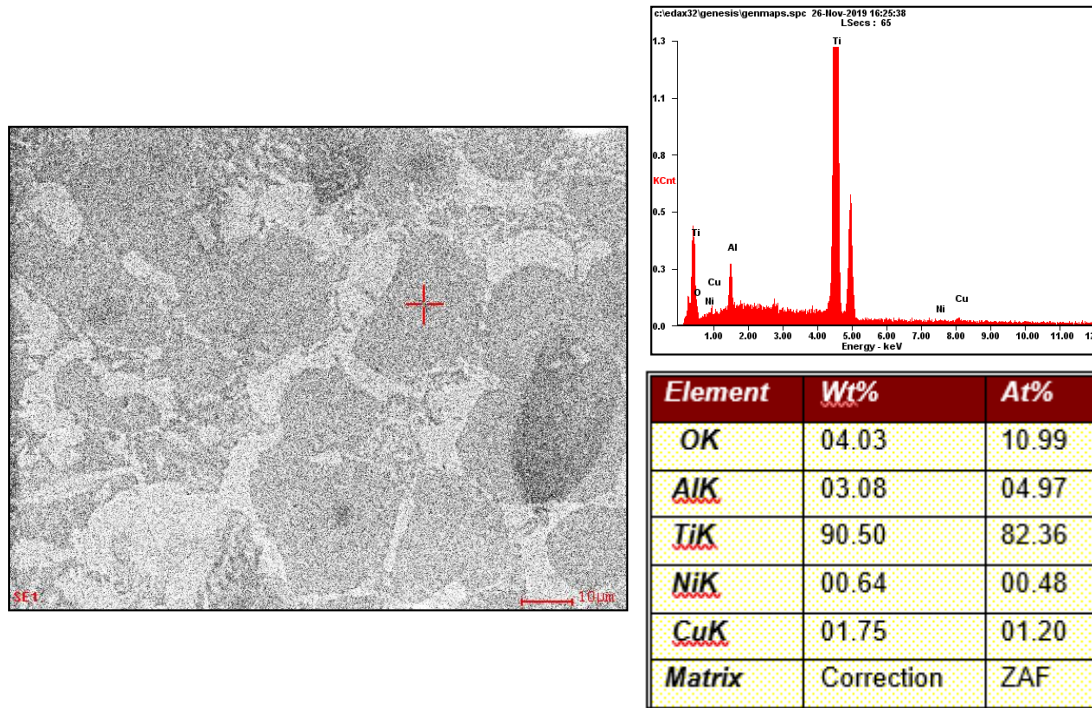 c:\edax32\genesis\genmaps.spc 26-Nov-2019 16:25:38
LSecs : 65
1.3
Ti
1.1
0.8
KCnt
0.5
Ti
Al
0.3
Cu
O
Ni
Cu
Ni
0.0
1.00 2.00 3.00 4.00 5.00 6.00 7.00 8.00 9.00 10.00 11.00
Energy - keV
SE1
10µm
Element Wt% At%
OK 04.03 10.99
AlK 03.08 04.97
TiK 90.50 82.36
NiK 00.64 00.48
CuK 01.75 01.20
Matrix Correction ZAF